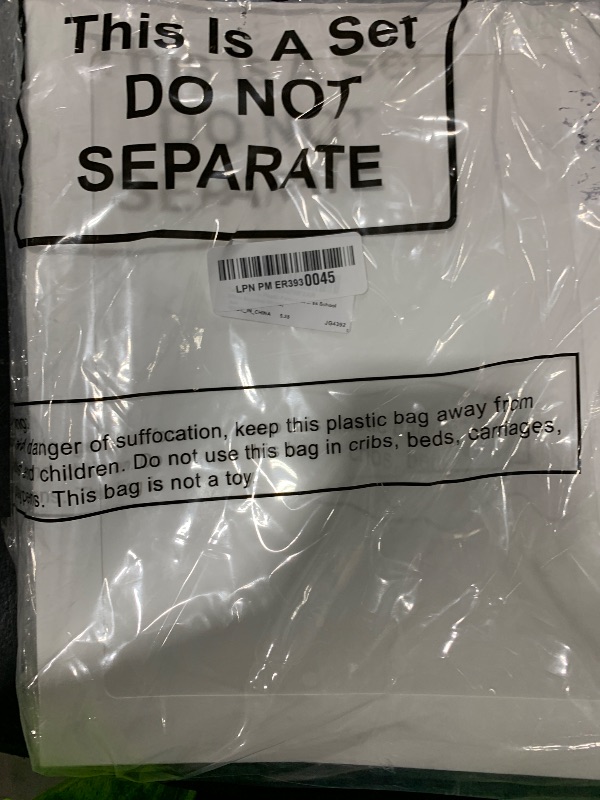 This Is A Set
DO NOT
SEPARATE
LPN PM ER3930045
JG4393
danger of suffocation, keep this plastic bag away from
children. Do not use this bag in cribs, beds, carriages,
This bag is not a toy